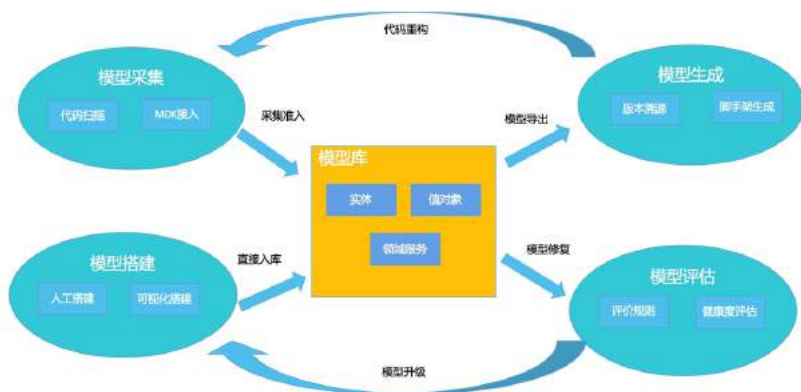 代码重构
模型采集
代码扫描
MDK接入
采集准入
模型生成
版本溯源
脚手架生成
模型导出
模型库
实体
值对象
领域服务
模型搭建
人工搭建
可视化搭建
直接入库
模型修复
模型评估
评价规则
健康度评估
模型升级